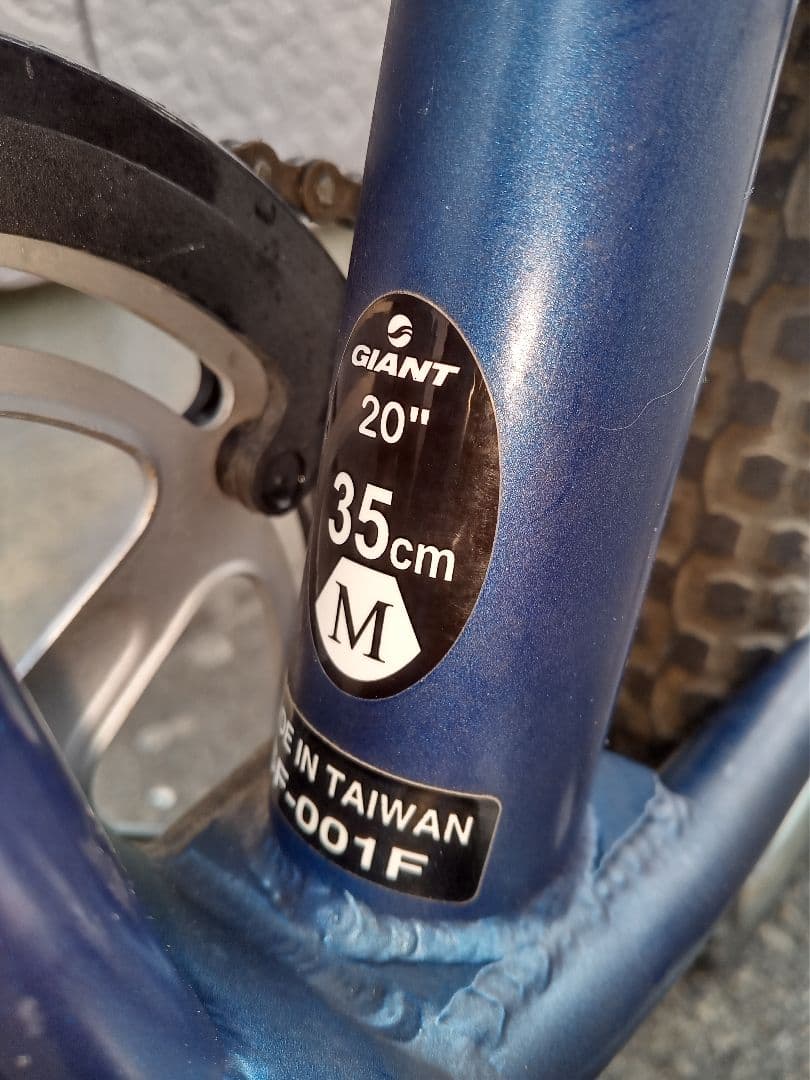 GIANT
20"
35cm
M
IN TAIWAN
-001F